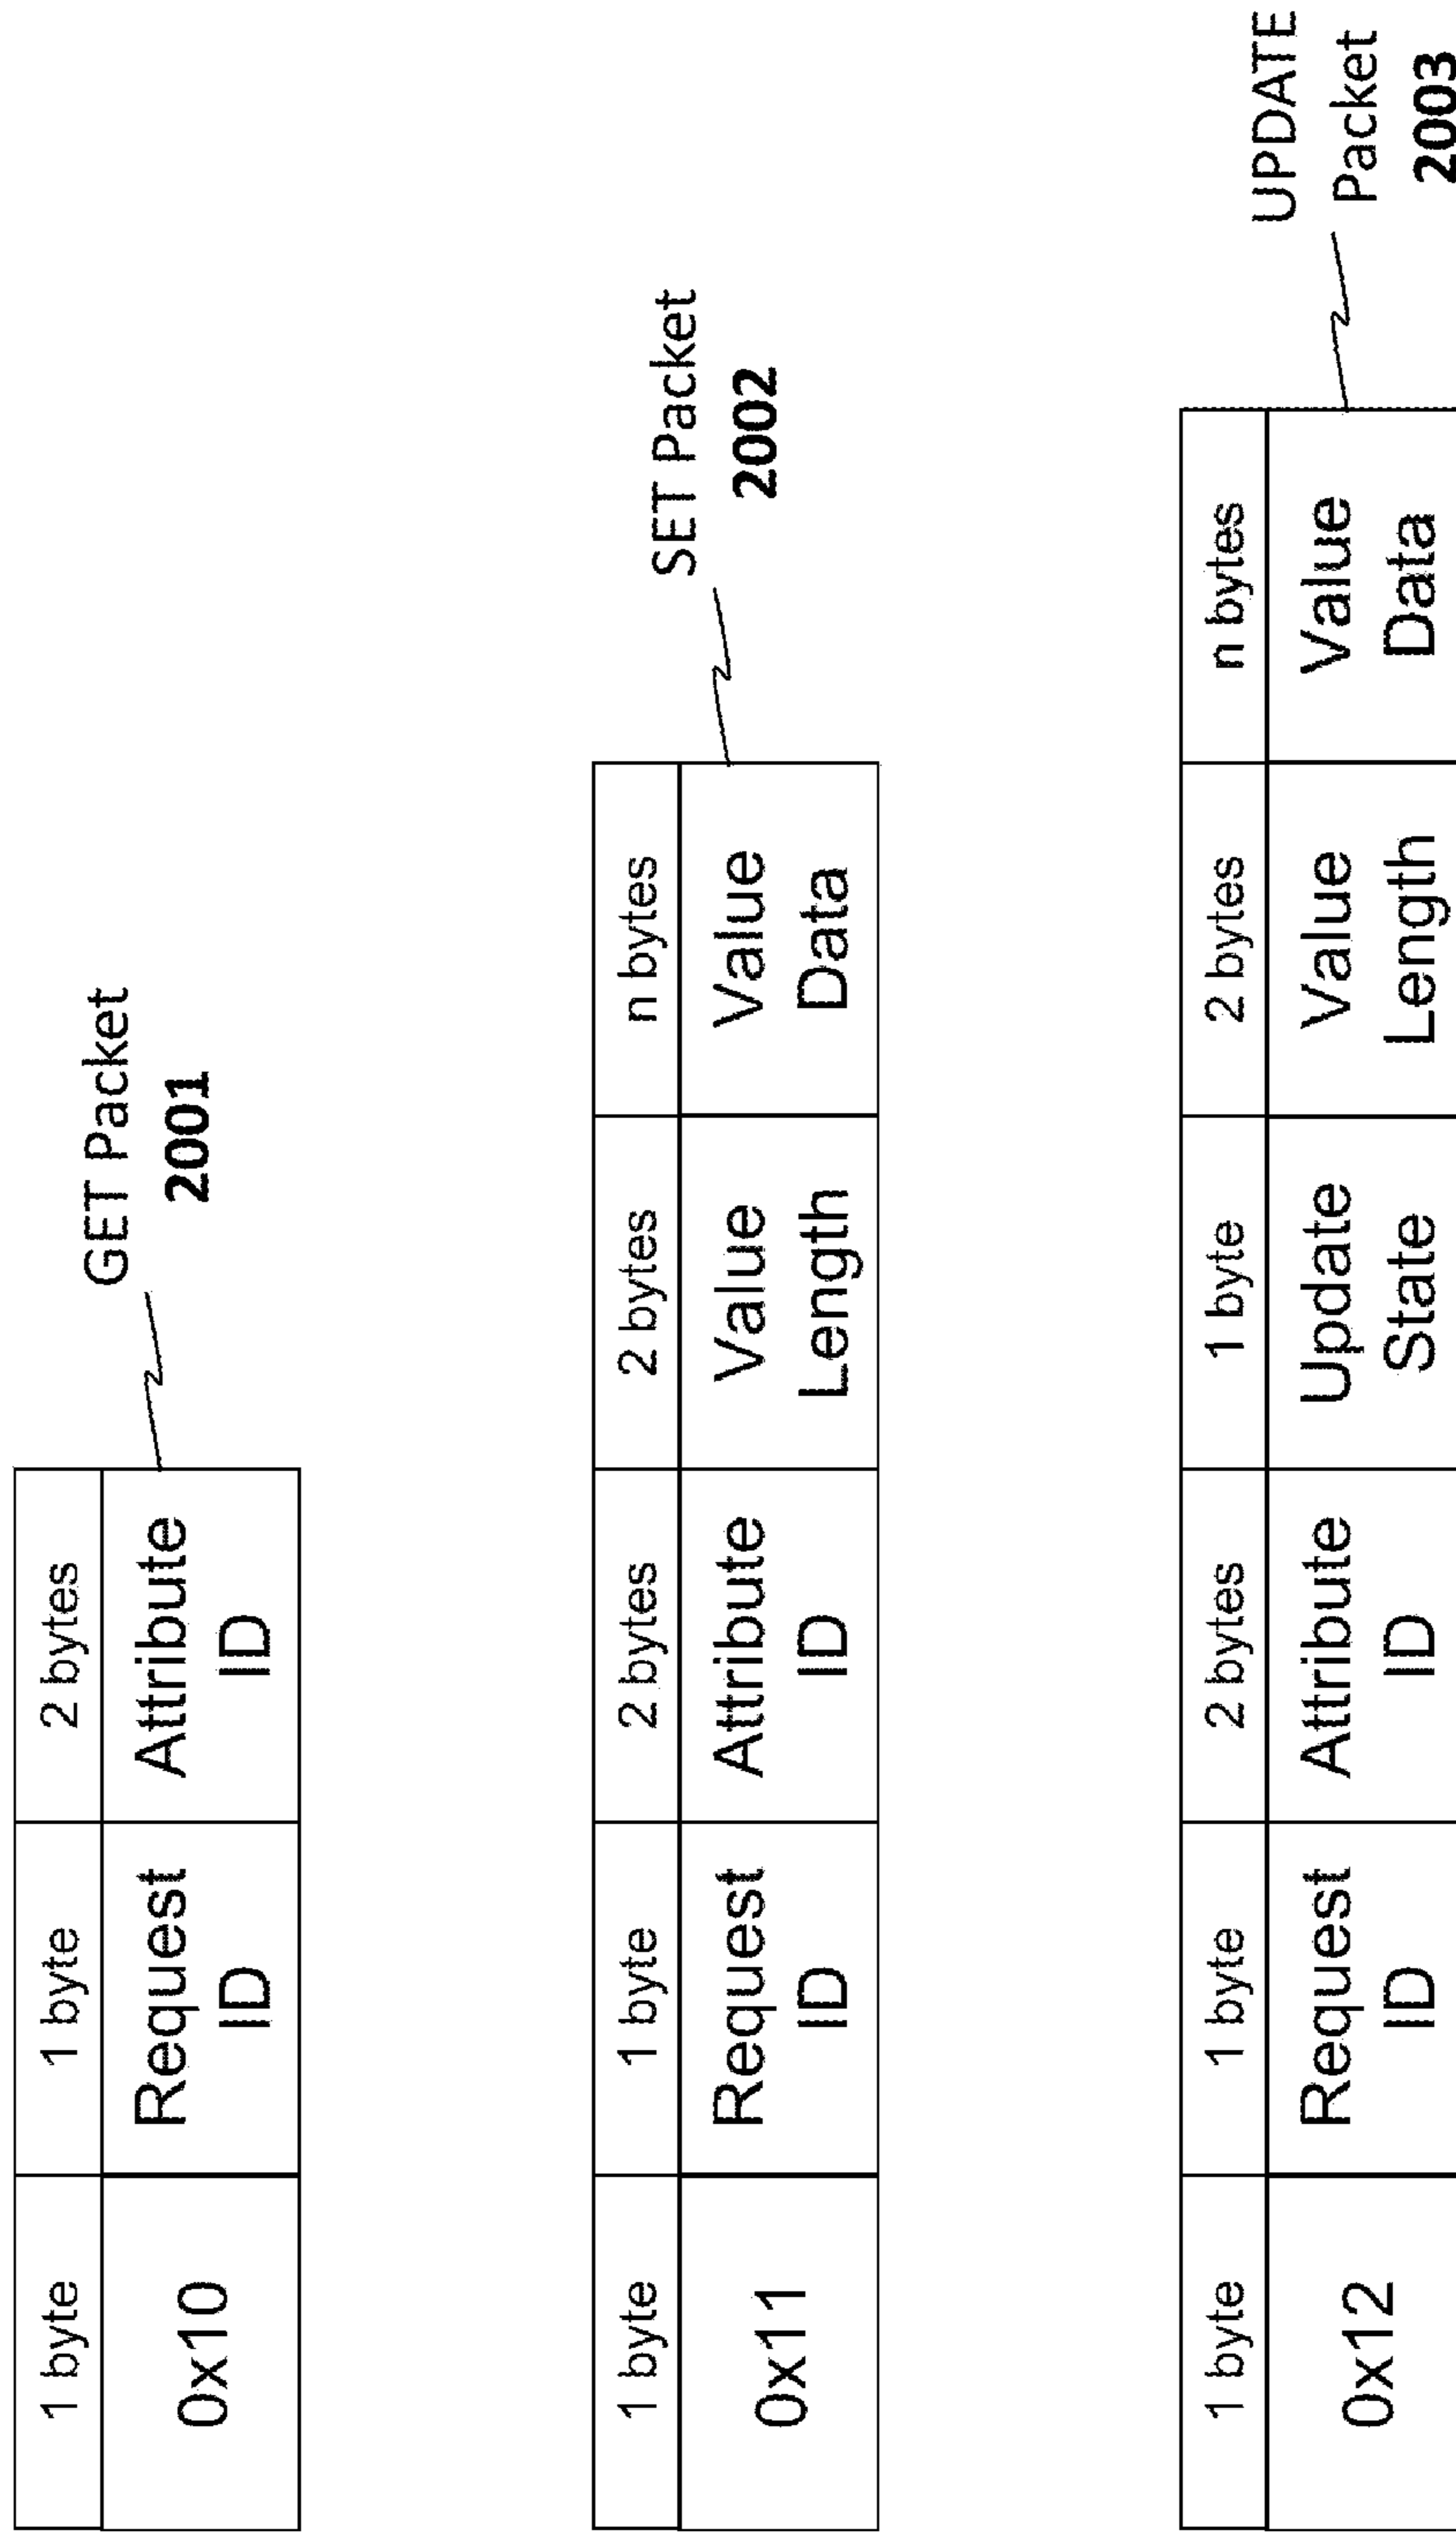 GET Packet
2001
1 byte 1 byte 2 bytes
0x10 Request ID Attribute ID
SET Packet
2002
1 byte 1 byte 2 bytes 2 bytes n bytes
0x11 Request ID Attribute ID Value Length Value Data
UPDATE
Packet
2003
1 byte 1 byte 2 bytes 1 byte 2 bytes n bytes
0x12 Request ID Attribute ID Update State Value Length Value Data